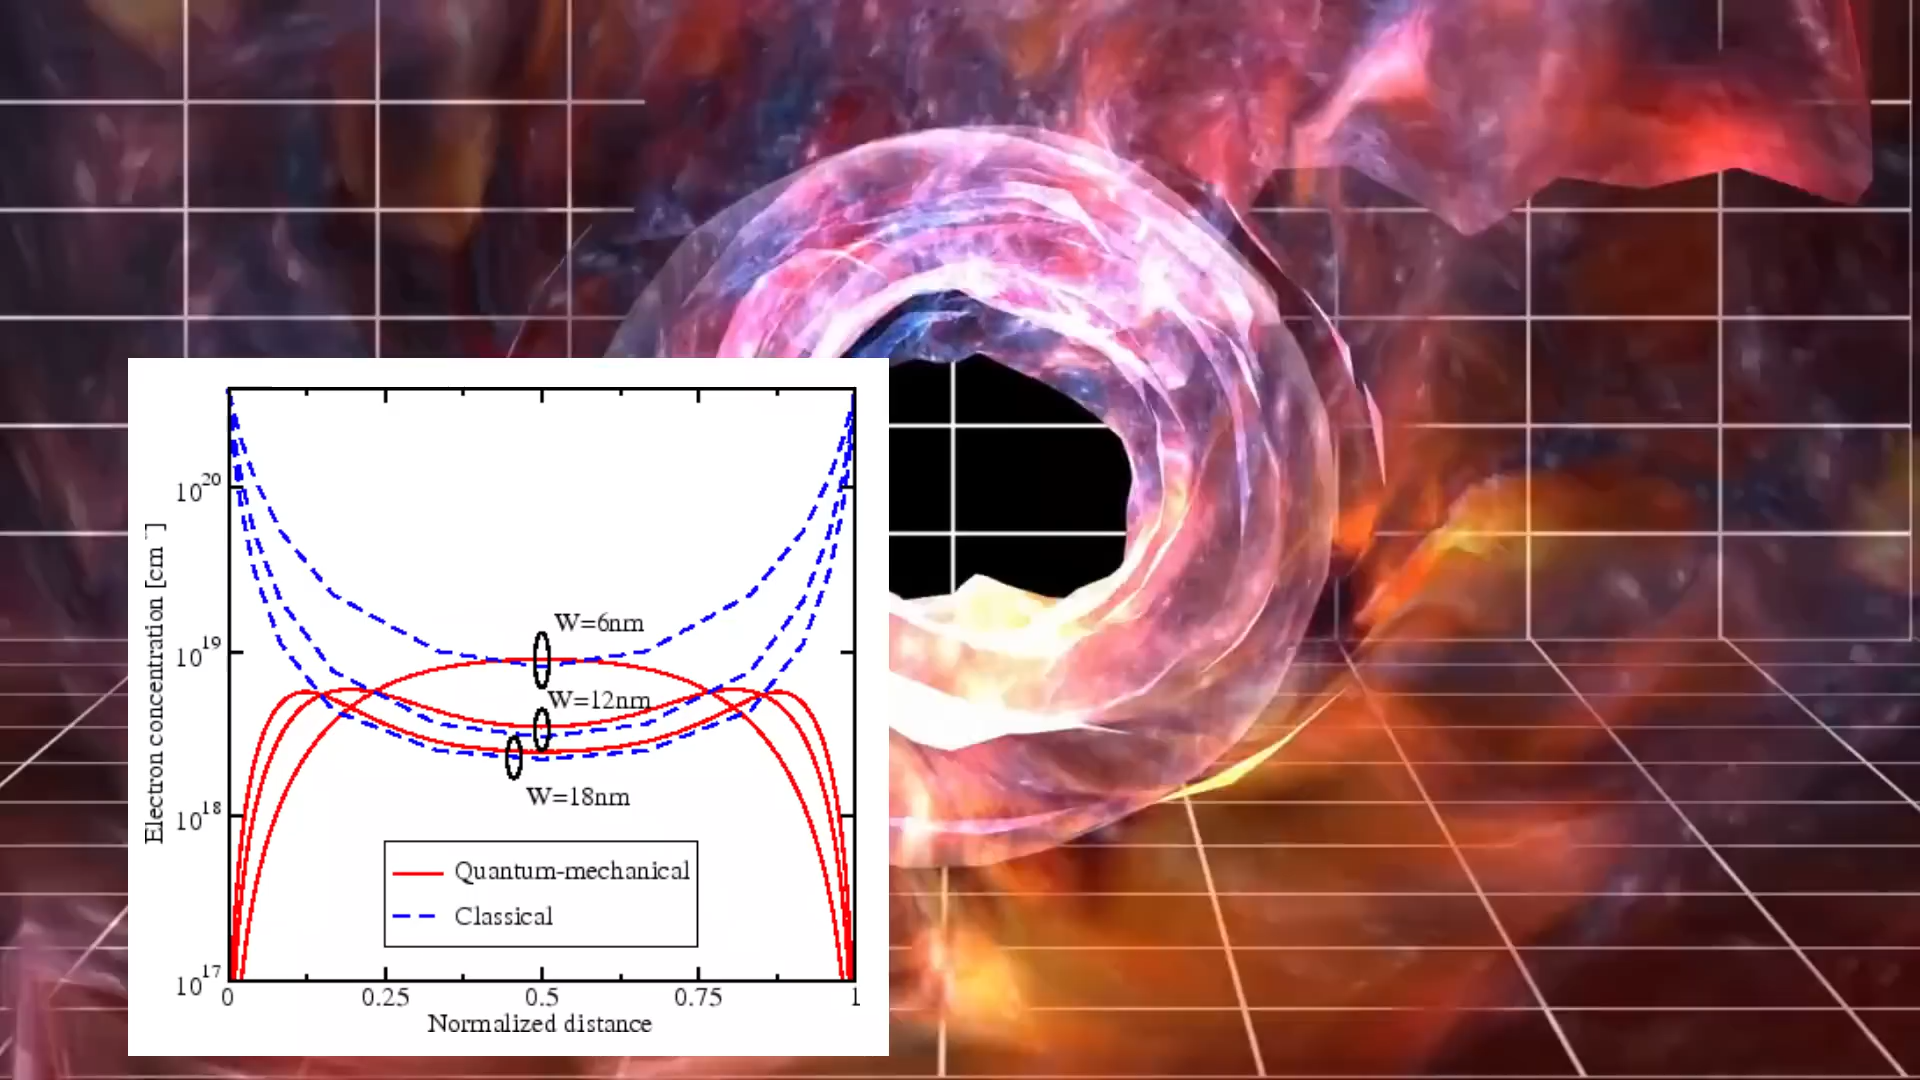 10^20
10^19
10^18
10^17
Electron concentration [cm⁻]
W=6nm
W=12nm
W=18nm
Quantum-mechanical
Classical
0 0.25 0.5 0.75 1
Normalized distance